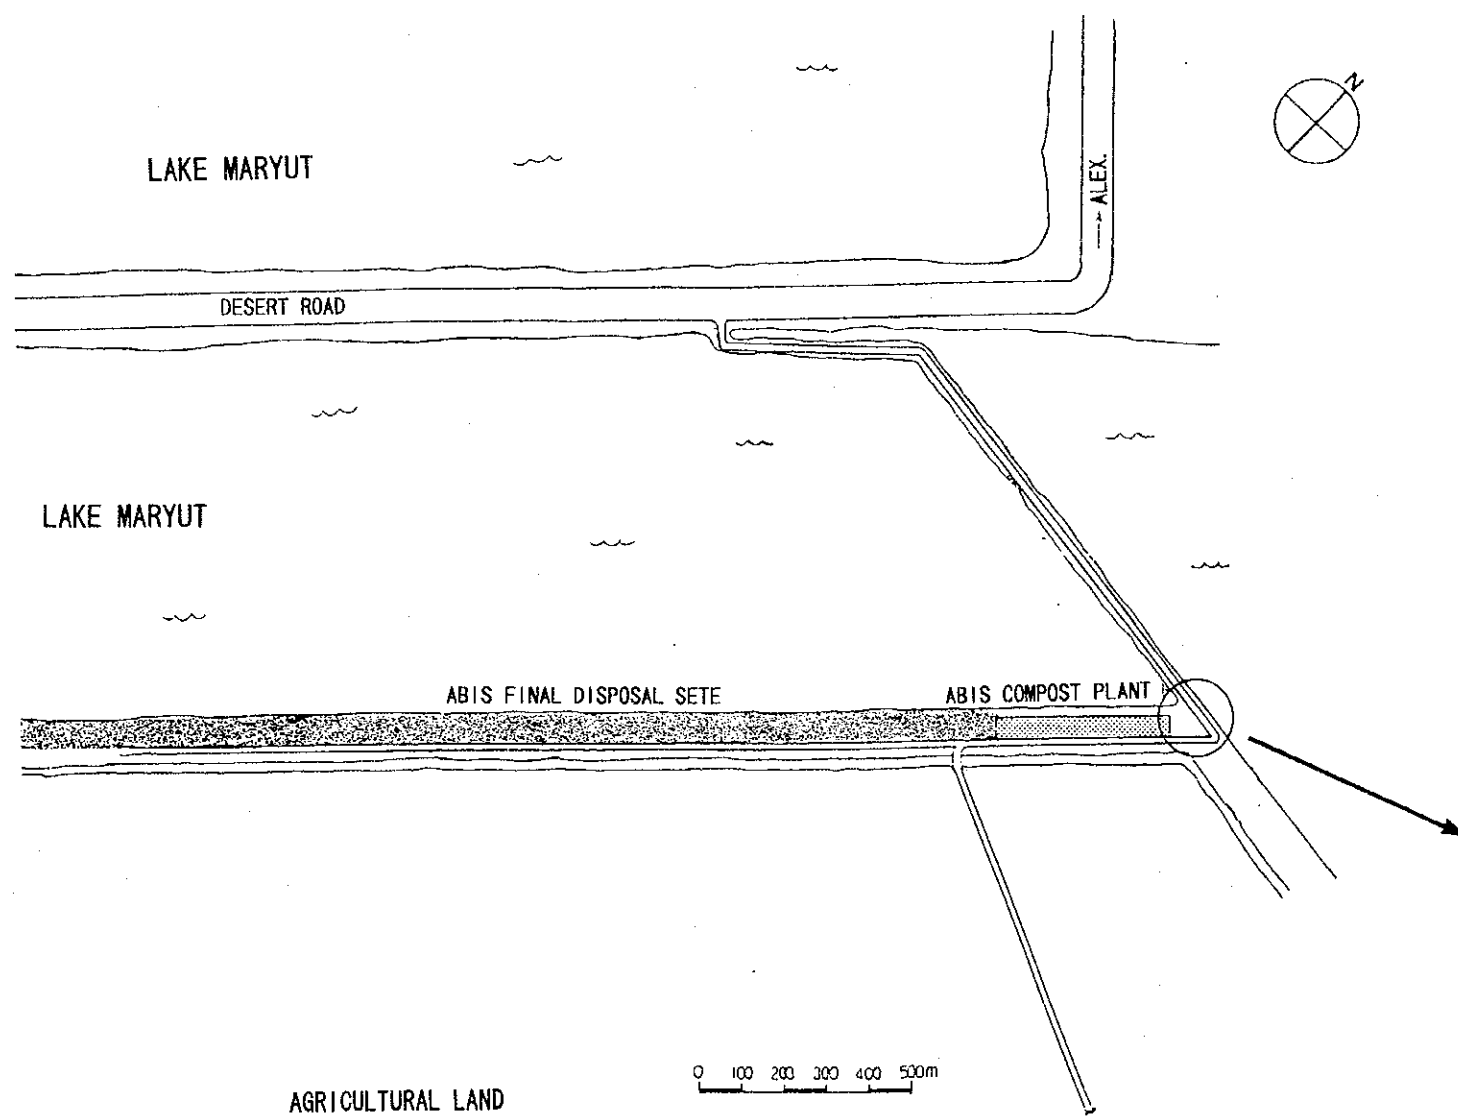 N
LAKE MARYUT
→ ALEX.
DESERT ROAD
LAKE MARYUT
ABIS FINAL DISPOSAL SETE
ABIS COMPOST PLANT
0 100 200 300 400 500m
AGRICULTURAL LAND